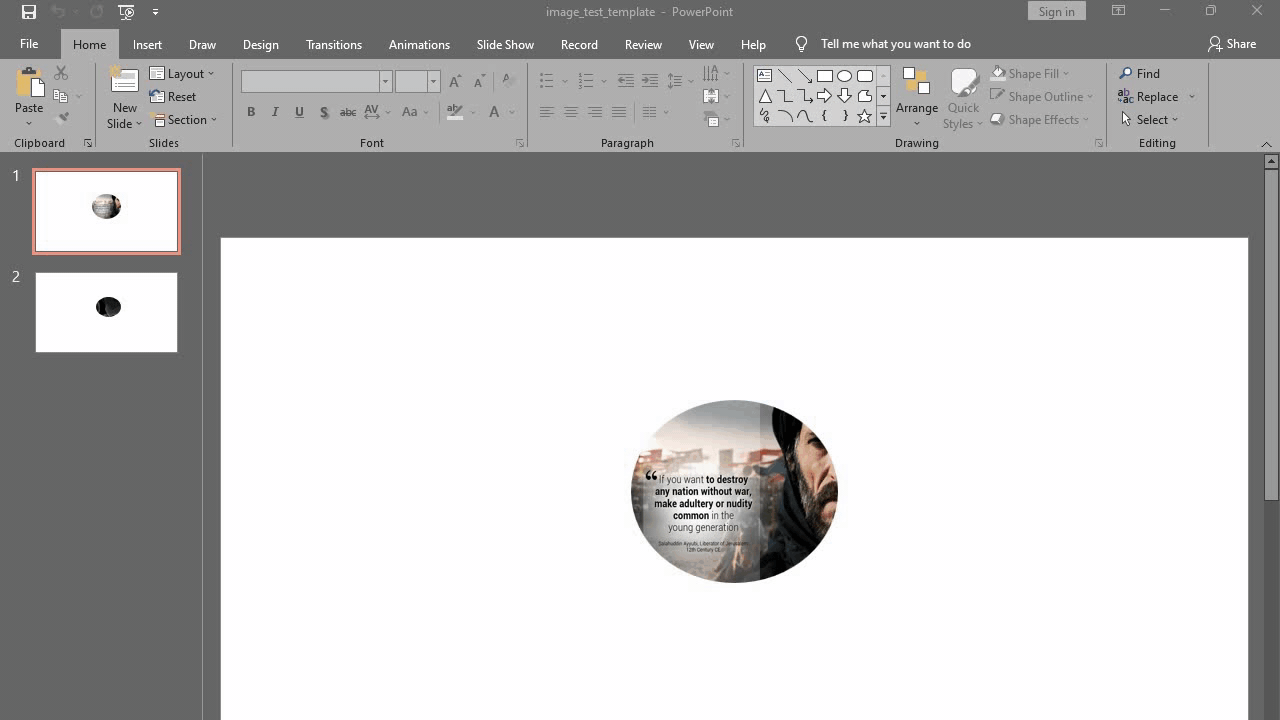 image_test_template - PowerPoint
Sign in
File
Home
Insert
Draw
Design
Transitions
Animations
Slide Show
Record
Review
View
Help
Tell me what you want to do
Share
Paste
Clipboard
New
Slide
Layout
Reset
Section
Slides
B I U S abc AV Aa A
Font
Paragraph
Arrange
Quick
Styles
Shape Fill
Shape Outline
Shape Effects
Drawing
Find
Replace
Select
Editing
1
2
“ If you want to destroy
any nation without war,
make adultery or nudity
common in the
young generation
Salahuddin Ayyubi, Liberator of Jerusalem,
12th Century CE.